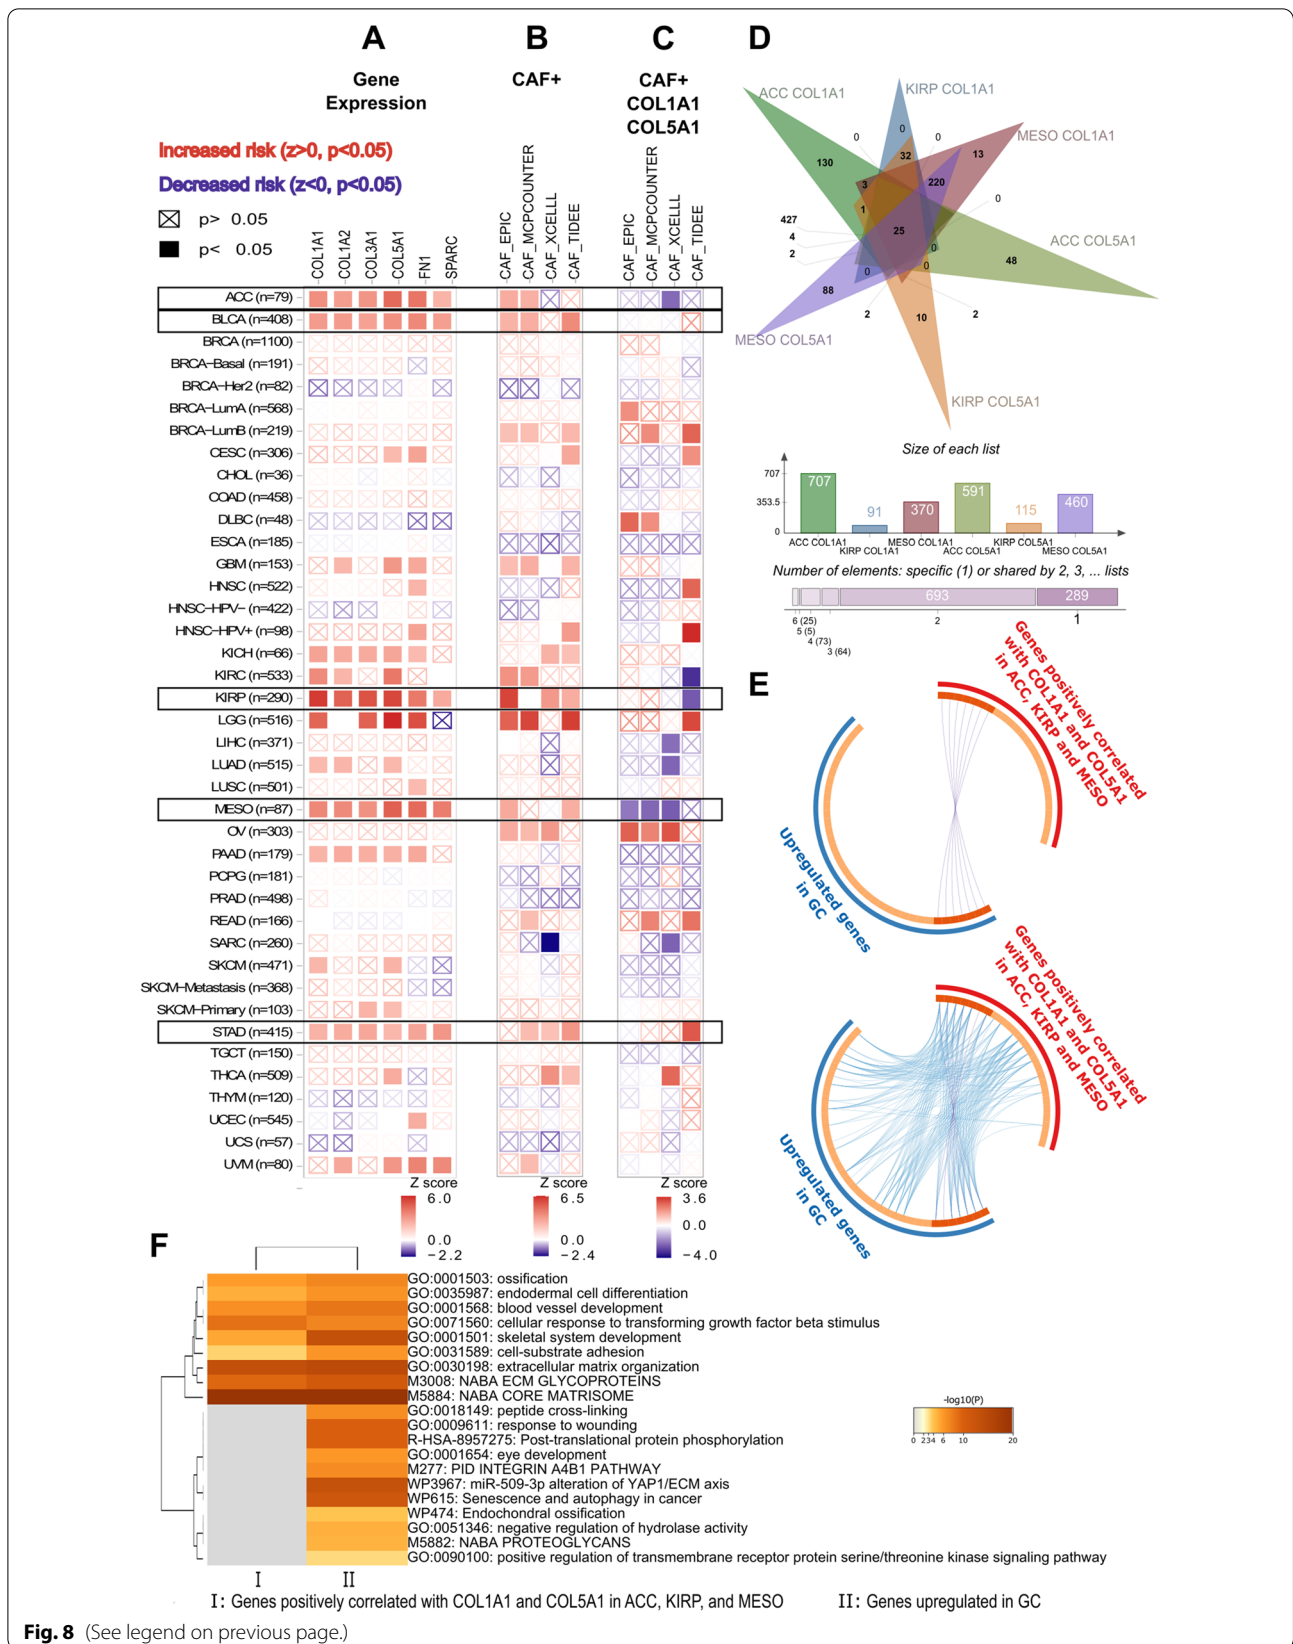 A
Gene
Expression
B
CAF+
C
CAF+
COL1A1
COL5A1
Increased risk (z>0, p<0.05)
Decreased risk (z<0, p<0.05)
p> 0.05
p< 0.05
COL1A1
COL1A2
COL3A1
COL5A1
FN1
SPARC
CAF_EPIC
CAF_MCPCOUNTER
CAF_XCELLL
CAF_TIDEE
CAF_EPIC
CAF_MCPCOUNTER
CAF_XCELLL
CAF_TIDEE
ACC (n=79)
BLCA (n=408)
BRCA (n=1100)
BRCA-Basal (n=191)
BRCA-Her2 (n=82)
BRCA-LumA (n=568)
BRCA-LumB (n=219)
CESC (n=306)
CHOL (n=36)
COAD (n=458)
DLBC (n=48)
ESCA (n=185)
GBM (n=153)
HNSC (n=522)
HNSC-HPV- (n=422)
HNSC-HPV+ (n=98)
KICH (n=66)
KIRC (n=533)
KIRP (n=290)
LGG (n=516)
LIHC (n=371)
LUAD (n=515)
LUSC (n=501)
MESO (n=87)
OV (n=303)
PAAD (n=179)
PCPG (n=181)
PRAD (n=498)
READ (n=166)
SARC (n=260)
SKCM (n=471)
SKCM-Metastasis (n=368)
SKCM-Primary (n=103)
STAD (n=415)
TGCT (n=150)
THCA (n=509)
THYM (n=120)
UCEC (n=545)
UCS (n=57)
UVM (n=80)
Z score
6.0
0.0
-2.2
Z score
6.5
0.0
-2.4
Z score
3.6
0.0
-4.0
D
ACC COL1A1
KIRP COL1A1
MESO COL1A1
ACC COL5A1
KIRP COL5A1
MESO COL5A1
0
0
0
130
32
13
3
220
0
1
427
25
4
0
2
48
0
0
88
2
10
2
Size of each list
707
353.5
0
707
91
370
591
115
460
ACC COL1A1
KIRP COL1A1
MESO COL1A1
ACC COL5A1
KIRP COL5A1
MESO COL5A1
Number of elements: specific (1) or shared by 2, 3, ... lists
693
289
6 (25)
5 (5)
4 (73)
3 (64)
2
1
E
Genes positively correlated
with COL1A1 and COL5A1
in ACC, KIRP and MESO
Upregulated genes
in GC
Genes positively correlated
with COL1A1 and COL5A1
in ACC, KIRP and MESO
Upregulated genes
in GC
F
GO:0001503: ossification
GO:0035987: endodermal cell differentiation
GO:0001568: blood vessel development
GO:0071560: cellular response to transforming growth factor beta stimulus
GO:0001501: skeletal system development
GO:0031589: cell-substrate adhesion
GO:0030198: extracellular matrix organization
M3008: NABA ECM GLYCOPROTEINS
M5884: NABA CORE MATRISOME
GO:0018149: peptide cross-linking
GO:0009611: response to wounding
R-HSA-8957275: Post-translational protein phosphorylation
GO:0001654: eye development
M277: PID INTEGRIN A4B1 PATHWAY
WP3967: miR-509-3p alteration of YAP1/ECM axis
WP615: Senescence and autophagy in cancer
WP474: Endochondral ossification
GO:0051346: negative regulation of hydrolase activity
M5882: NABA PROTEOGLYCANS
GO:0090100: positive regulation of transmembrane receptor protein serine/threonine kinase signaling pathway
-log10(P)
0 2 3 4 6 10 20
I
II
I: Genes positively correlated with COL1A1 and COL5A1 in ACC, KIRP, and MESO
II: Genes upregulated in GC
Fig. 8 (See legend on previous page.)